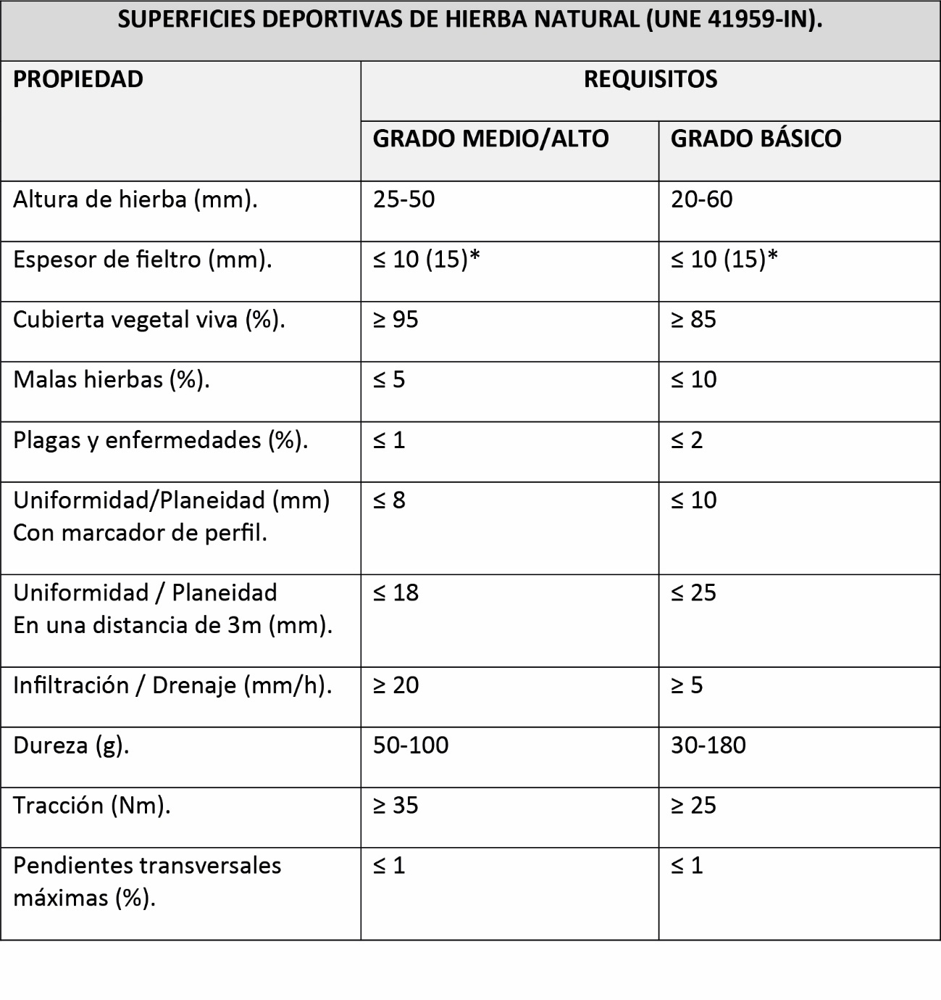 SUPERFICIES DEPORTIVAS DE HIERBA NATURAL (UNE 41959-IN).
PROPIEDAD
REQUISITOS
GRADO MEDIO/ALTO
GRADO BÁSICO
Altura de hierba (mm).
25-50
20-60
Espesor de fieltro (mm).
≤ 10 (15)*
≤ 10 (15)*
Cubierta vegetal viva (%).
≥ 95
≥ 85
Malas hierbas (%).
≤ 5
≤ 10
Plagas y enfermedades (%).
≤ 1
≤ 2
Uniformidad/Planeidad (mm)
Con marcador de perfil.
≤ 8
≤ 10
Uniformidad / Planeidad
En una distancia de 3m (mm).
≤ 18
≤ 25
Infiltración / Drenaje (mm/h).
≥ 20
≥ 5
Dureza (g).
50-100
30-180
Tracción (Nm).
≥ 35
≥ 25
Pendientes transversales
máximas (%).
≤ 1
≤ 1